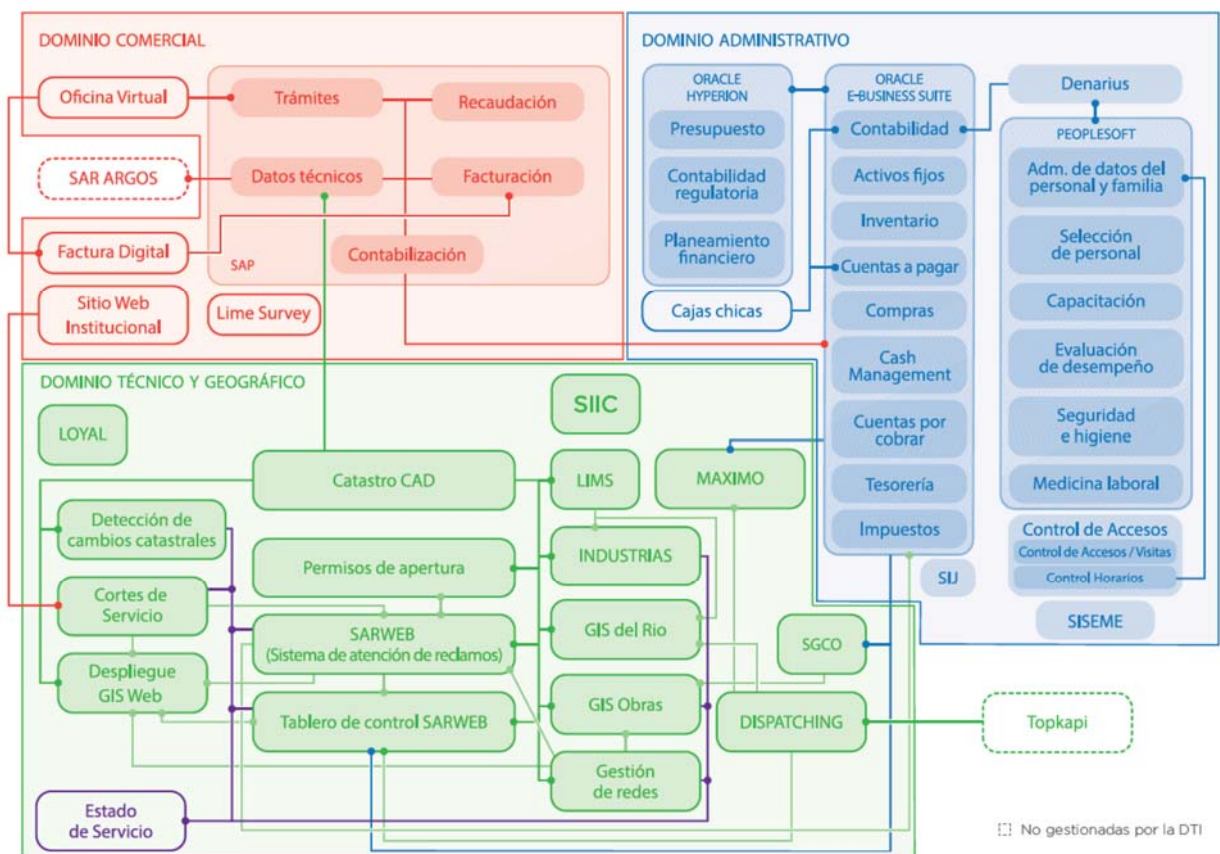 DOMINIO COMERCIAL
Oficina Virtual
Trámites
Recaudación
SAR ARGOS
Datos técnicos
Facturación
Factura Digital
Contabilización
SAP
Sitio Web
Institucional
Lime Survey
DOMINIO ADMINISTRATIVO
ORACLE
HYPERION
Presupuesto
Contabilidad
regulatoria
Planeamiento
financiero
Cajas chicas
ORACLE
E-BUSINESS SUITE
Contabilidad
Activos fijos
Inventario
Cuentas a pagar
Compras
Cash
Management
Cuentas por
cobrar
Tesorería
Impuestos
Denarius
PEOPLESOFT
Adm. de datos del
personal y familia
Selección
de personal
Capacitación
Evaluación
de desempeño
Seguridad
e higiene
Medicina laboral
Control de Accesos
Control de Accesos / Visitas
Control Horarios
SIJ
SISEME
DOMINIO TÉCNICO Y GEOGRÁFICO
LOYAL
SIIC
Catastro CAD
LIMS
MAXIMO
Detección de
cambios catastrales
Permisos de apertura
INDUSTRIAS
Cortes de
Servicio
SARWEB
(Sistema de atención de reclamos)
GIS del Rio
SGCO
Despliegue
GIS Web
Tablero de control SARWEB
GIS Obras
DISPATCHING
Topkapi
Gestión
de redes
Estado
de Servicio
No gestionadas por la DTI